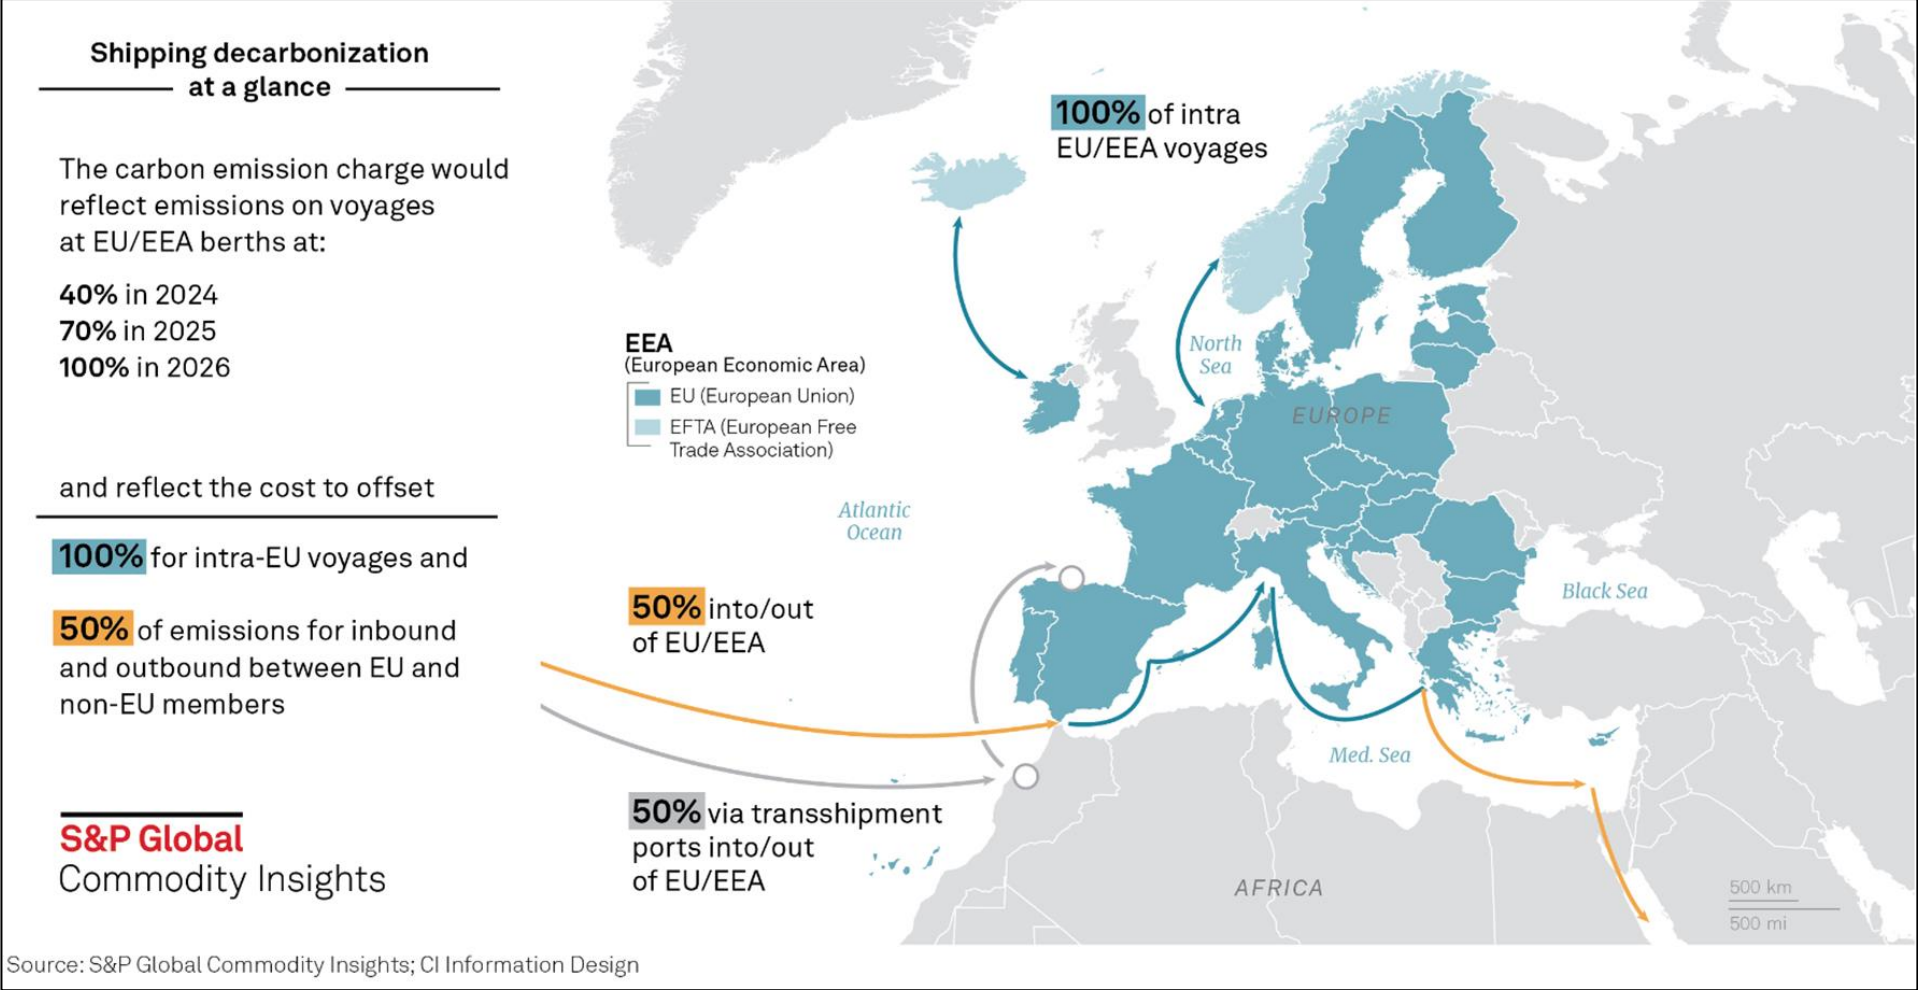 Shipping decarbonization
at a glance
The carbon emission charge would
reflect emissions on voyages
at EU/EEA berths at:
40% in 2024
70% in 2025
100% in 2026
and reflect the cost to offset
100% for intra-EU voyages and
50% of emissions for inbound
and outbound between EU and
non-EU members
S&P Global
Commodity Insights
100% of intra
EU/EEA voyages
EEA
(European Economic Area)
EU (European Union)
EFTA (European Free
Trade Association)
North
Sea
EUROPE
Atlantic
Ocean
Black Sea
50% into/out
of EU/EEA
Med. Sea
50% via transshipment
ports into/out
of EU/EEA
AFRICA
500 km
500 mi
Source: S&P Global Commodity Insights; CI Information Design